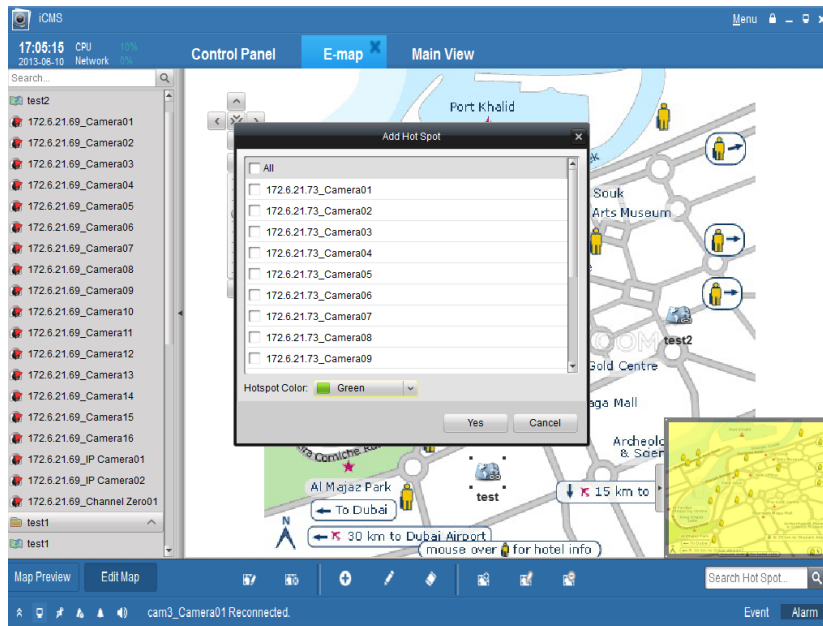 iCMS
Menu
17:05:15 CPU 10%
2013-06-10 Network 0%
Control Panel
E-map
Main View
Search...
test2
172.6.21.69_Camera01
172.6.21.69_Camera02
172.6.21.69_Camera03
172.6.21.69_Camera04
172.6.21.69_Camera05
172.6.21.69_Camera06
172.6.21.69_Camera07
172.6.21.69_Camera08
172.6.21.69_Camera09
172.6.21.69_Camera10
172.6.21.69_Camera11
172.6.21.69_Camera12
172.6.21.69_Camera13
172.6.21.69_Camera14
172.6.21.69_Camera15
172.6.21.69_Camera16
172.6.21.69_IP Camera01
172.6.21.69_IP Camera02
172.6.21.69_Channel Zero01
test1
test1
Port Khalid
Add Hot Spot
All
172.6.21.73_Camera01
172.6.21.73_Camera02
172.6.21.73_Camera03
172.6.21.73_Camera04
172.6.21.73_Camera05
172.6.21.73_Camera06
172.6.21.73_Camera07
172.6.21.73_Camera08
172.6.21.73_Camera09
Hotspot Color: Green
Yes
Cancel
Souk
Arts Museum
test2
Gold Centre
Mall
Corniche
Al Majaz Park
To Dubai
N
30 km to Dubai Airport
mouse over for hotel info
test
15 km to
Map Preview
Edit Map
Search Hot Spot...
cam3_Camera01 Reconnected.
Event
Alarm